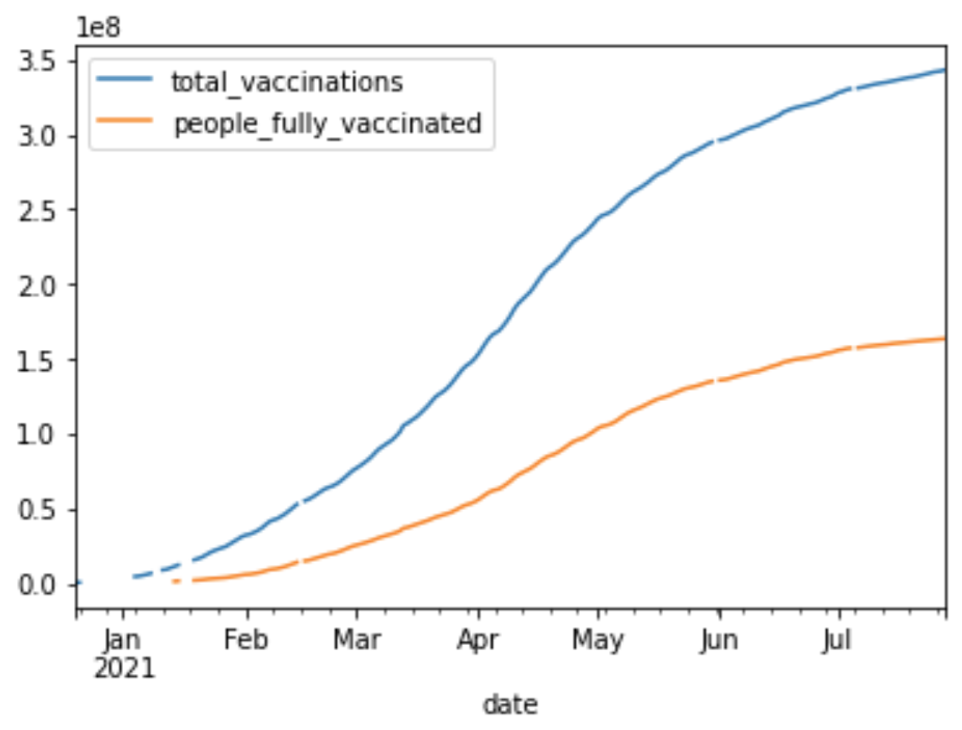 1e8
3.5
3.0
2.5
2.0
1.5
1.0
0.5
0.0
total_vaccinations
people_fully_vaccinated
Jan Feb Mar Apr May Jun Jul
2021
date